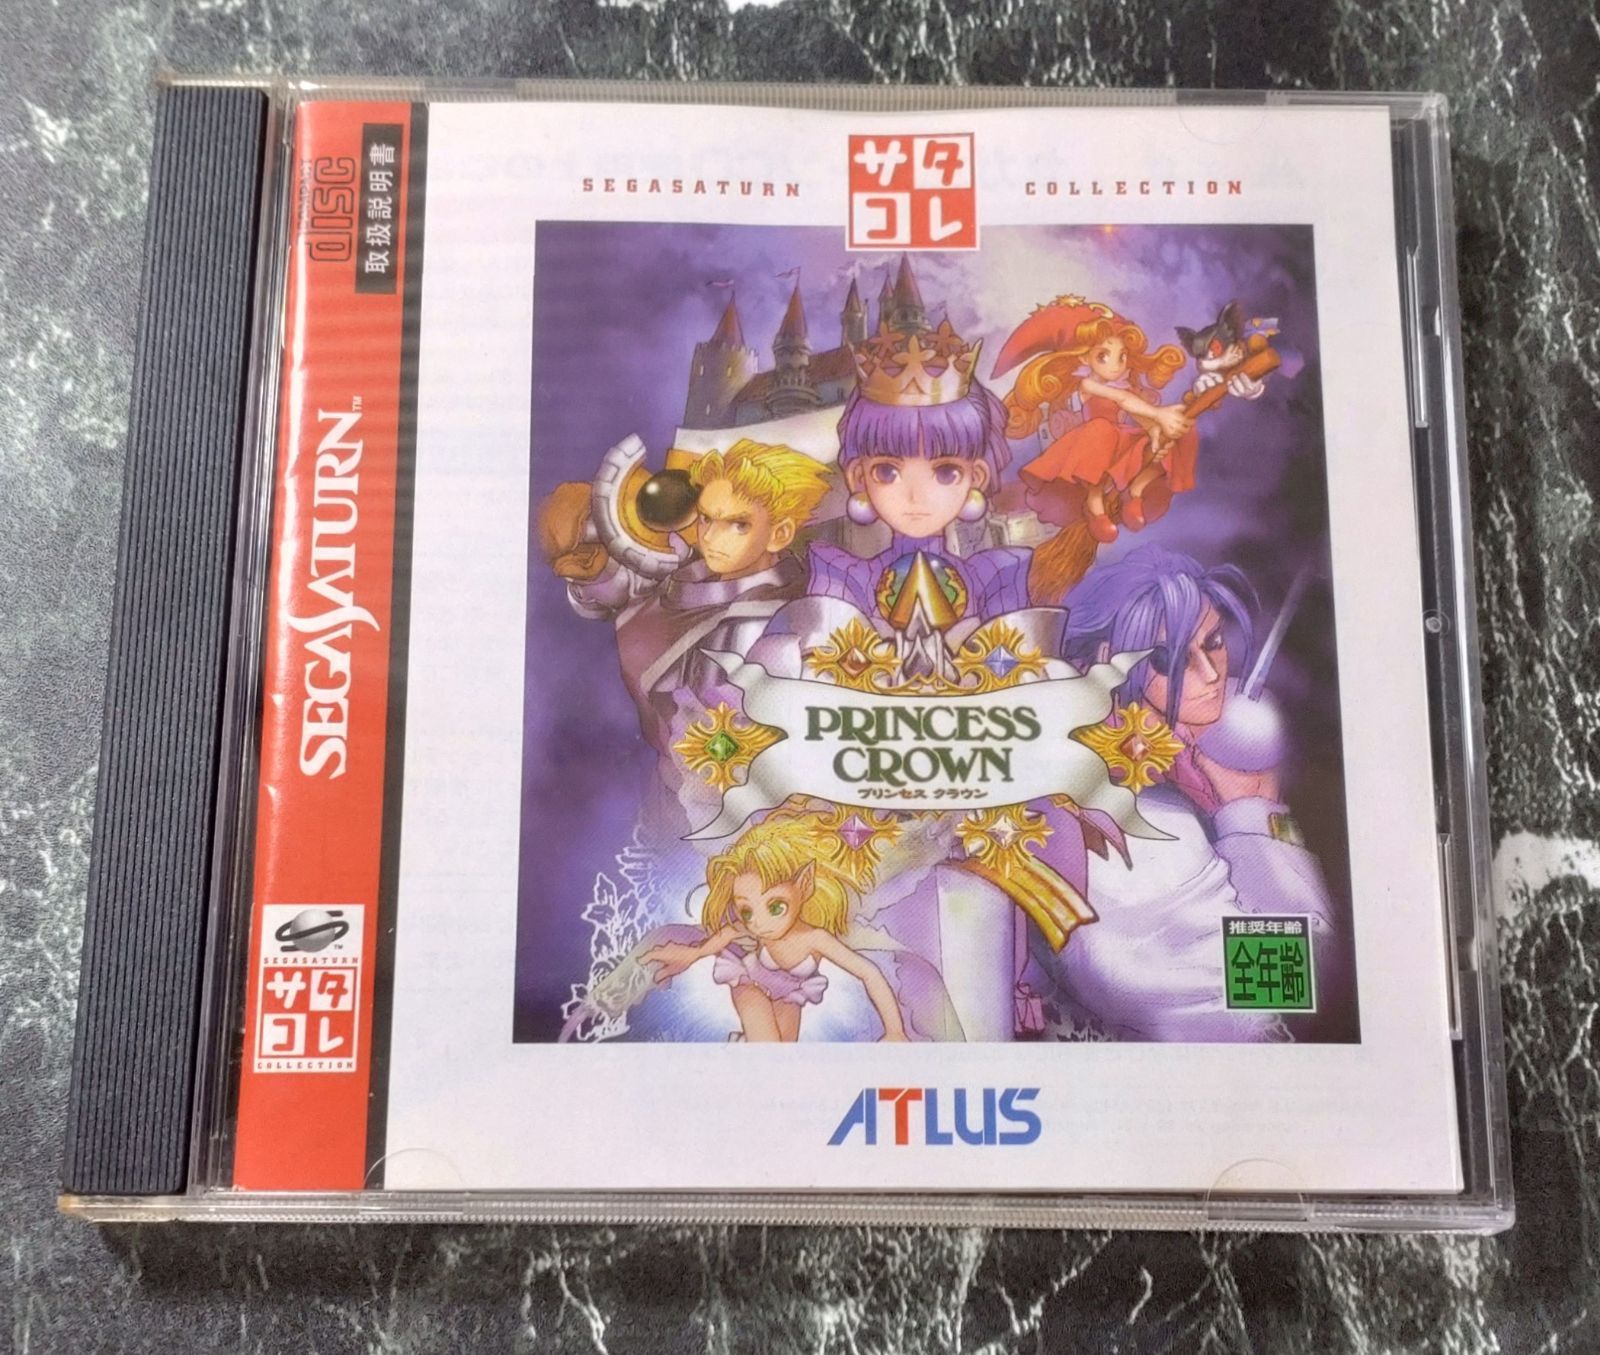 COMPACT
disc
取扱説明書
SEGASATURN™
TM
SEGASATURN
サタ
コレ
COLLECTION
SEGASATURN
サタ
コレ
COLLECTION
PRINCESS
CROWN
プリンセス クラウン
推奨年齢
全年齢
ATLUS